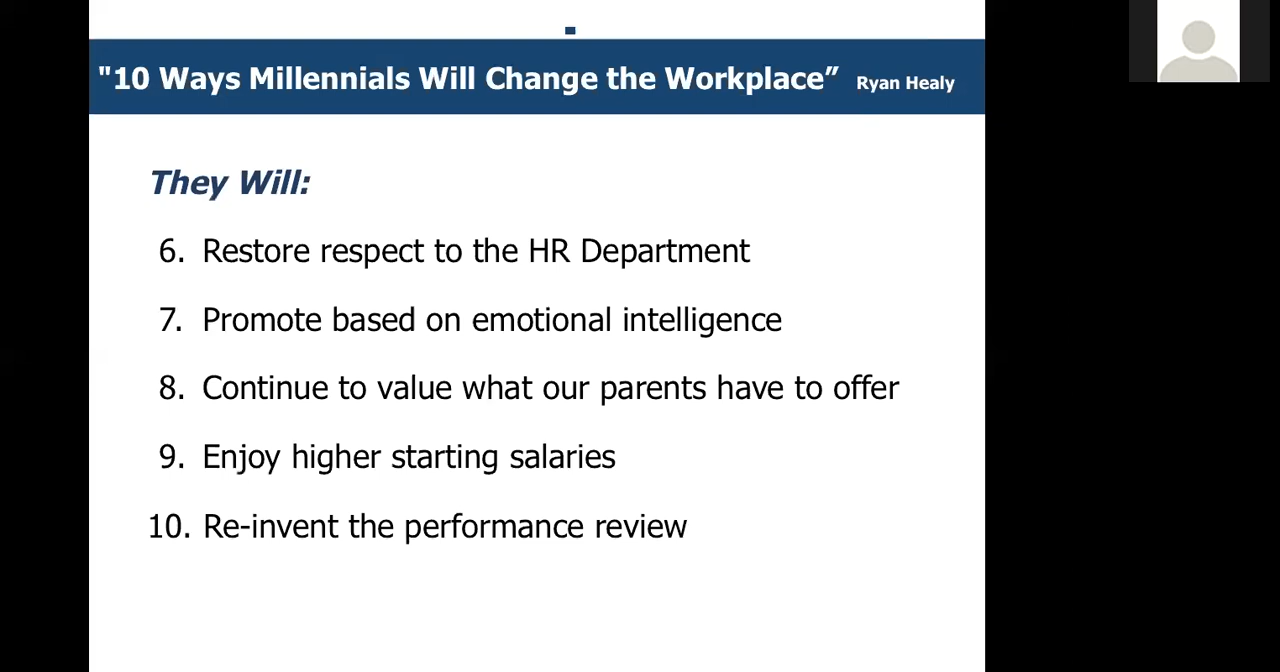 "10 Ways Millennials Will Change the Workplace” Ryan Healy
They Will:
6. Restore respect to the HR Department
7. Promote based on emotional intelligence
8. Continue to value what our parents have to offer
9. Enjoy higher starting salaries
10. Re-invent the performance review